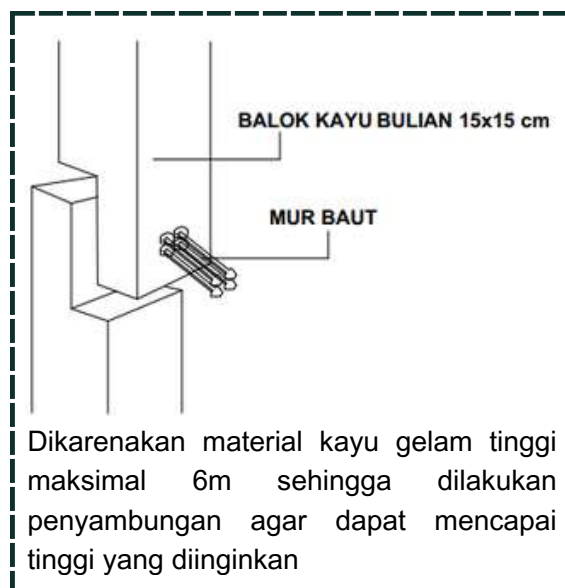 BALOK KAYU BULIAN 15x15 cm
MUR BAUT
Dikarenakan material kayu gelam tinggi
maksimal 6m sehingga dilakukan
penyambungan agar dapat mencapai
tinggi yang diinginkan